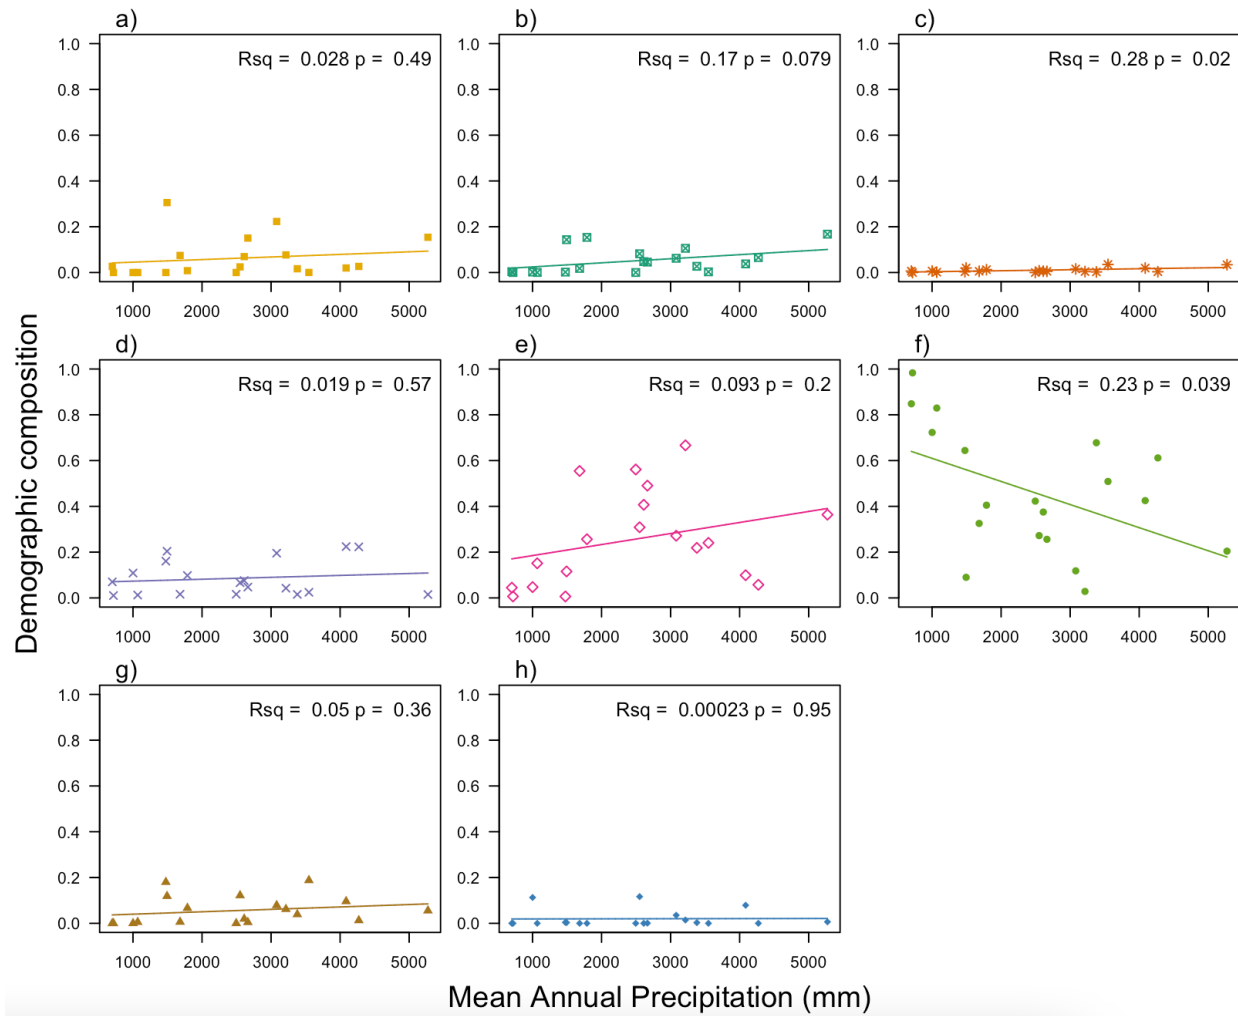 a)
b)
c)
Rsq = 0.028 p = 0.49
Rsq = 0.17 p = 0.079
Rsq = 0.28 p = 0.02
1.0
0.8
0.6
0.4
0.2
0.0
1000 2000 3000 4000 5000
1.0
0.8
0.6
0.4
0.2
0.0
1000 2000 3000 4000 5000
1.0
0.8
0.6
0.4
0.2
0.0
1000 2000 3000 4000 5000
Demographic composition
d)
e)
f)
Rsq = 0.019 p = 0.57
Rsq = 0.093 p = 0.2
Rsq = 0.23 p = 0.039
1.0
0.8
0.6
0.4
0.2
0.0
1000 2000 3000 4000 5000
1.0
0.8
0.6
0.4
0.2
0.0
1000 2000 3000 4000 5000
1.0
0.8
0.6
0.4
0.2
0.0
1000 2000 3000 4000 5000
g)
h)
Rsq = 0.05 p = 0.36
Rsq = 0.00023 p = 0.95
1.0
0.8
0.6
0.4
0.2
0.0
1000 2000 3000 4000 5000
1.0
0.8
0.6
0.4
0.2
0.0
1000 2000 3000 4000 5000
Mean Annual Precipitation (mm)